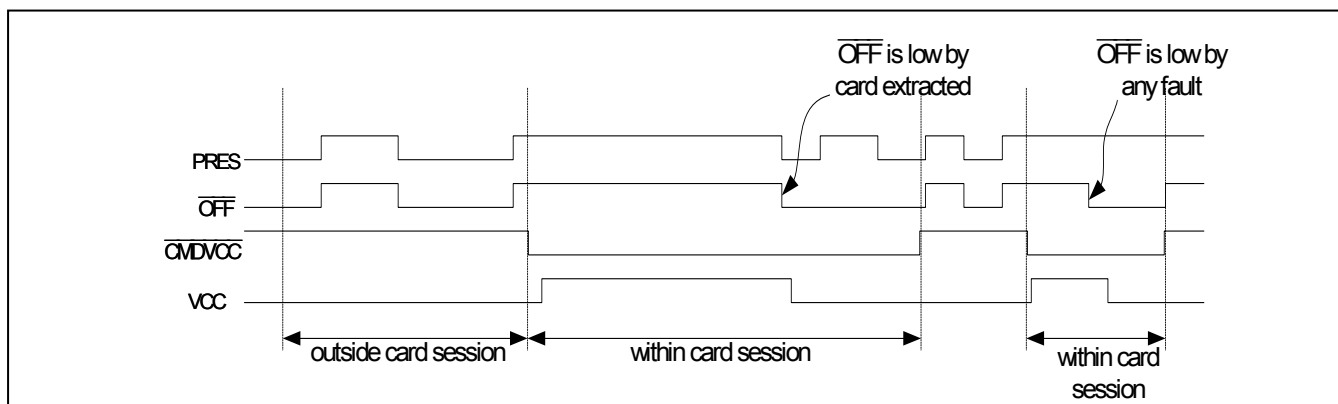 OFF is low by
card extracted
OFF is low by
any fault
PRES
OFF
CMDVCC
VCC
outside card session
within card session
within card
session